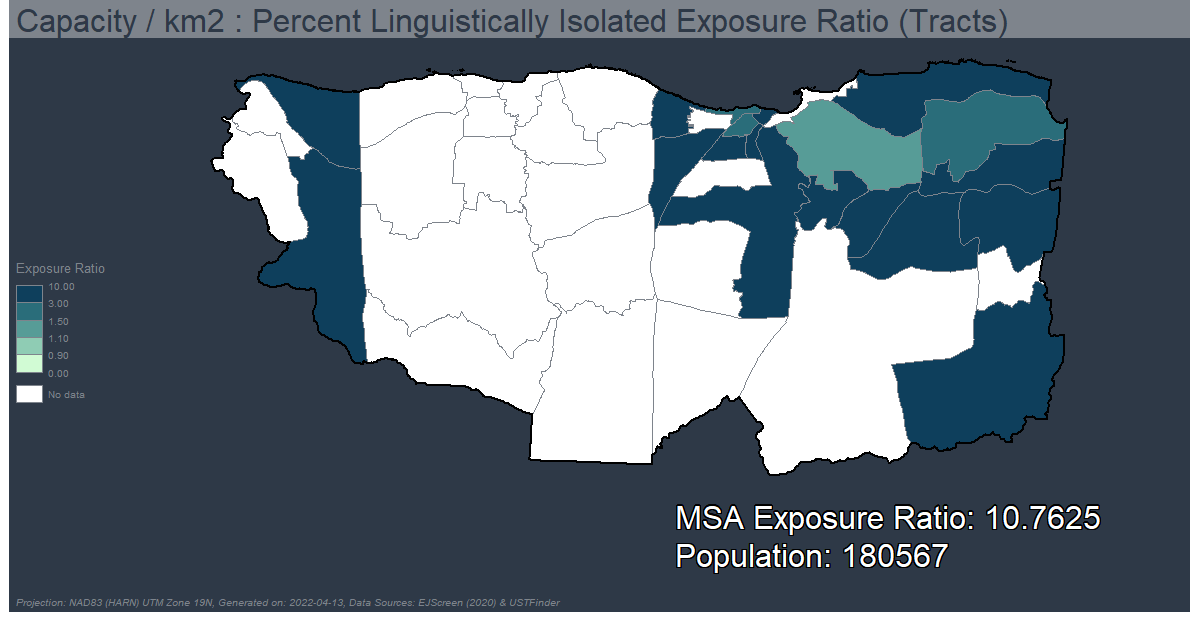 Capacity / km2 : Percent Linguistically Isolated Exposure Ratio (Tracts)
Exposure Ratio
10.00
3.00
1.50
1.10
0.90
0.00
No data
MSA Exposure Ratio: 10.7625
Population: 180567
Projection: NAD83 (HARN) UTM Zone 19N, Generated on: 2022-04-13, Data Sources: EJScreen (2020) & USTFinder